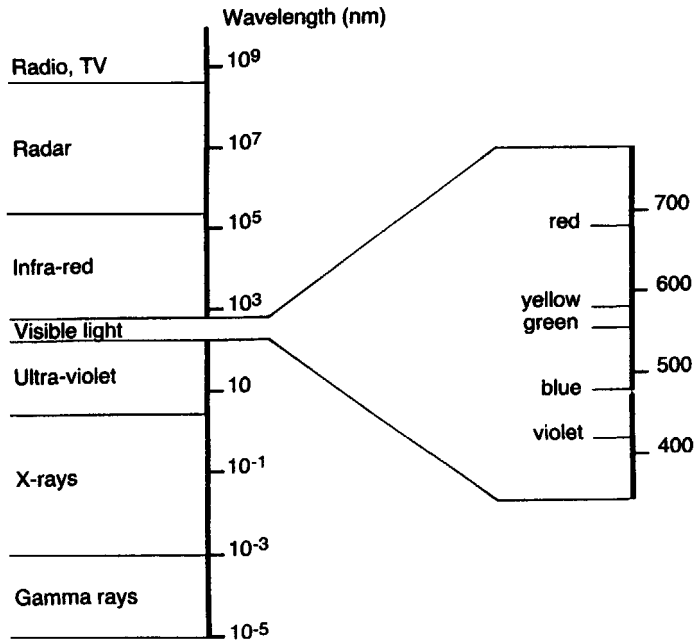 Wavelength (nm)
Radio, TV
10⁹
Radar
10⁷
10⁵
Infra-red
10³
Visible light
Ultra-violet
10
10⁻¹
X-rays
10⁻³
Gamma rays
10⁻⁵
700
red
600
yellow
green
500
blue
violet
400